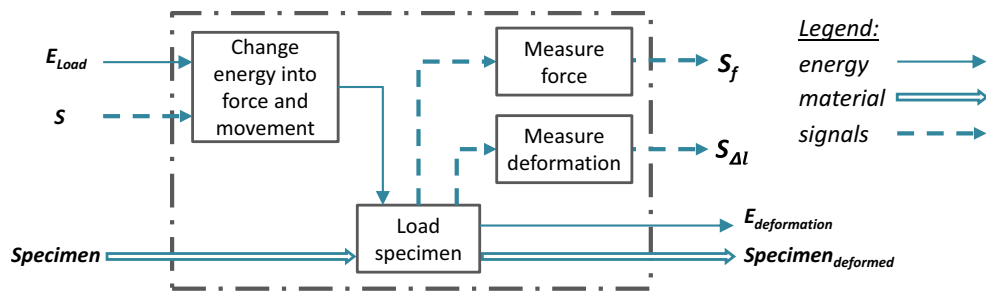 E_Load
S
Specimen
Change
energy into
force and
movement
Measure
force
Measure
deformation
Load
specimen
S_f
S_Δl
E_deformation
Specimen_deformed
Legend:
energy
material
signals